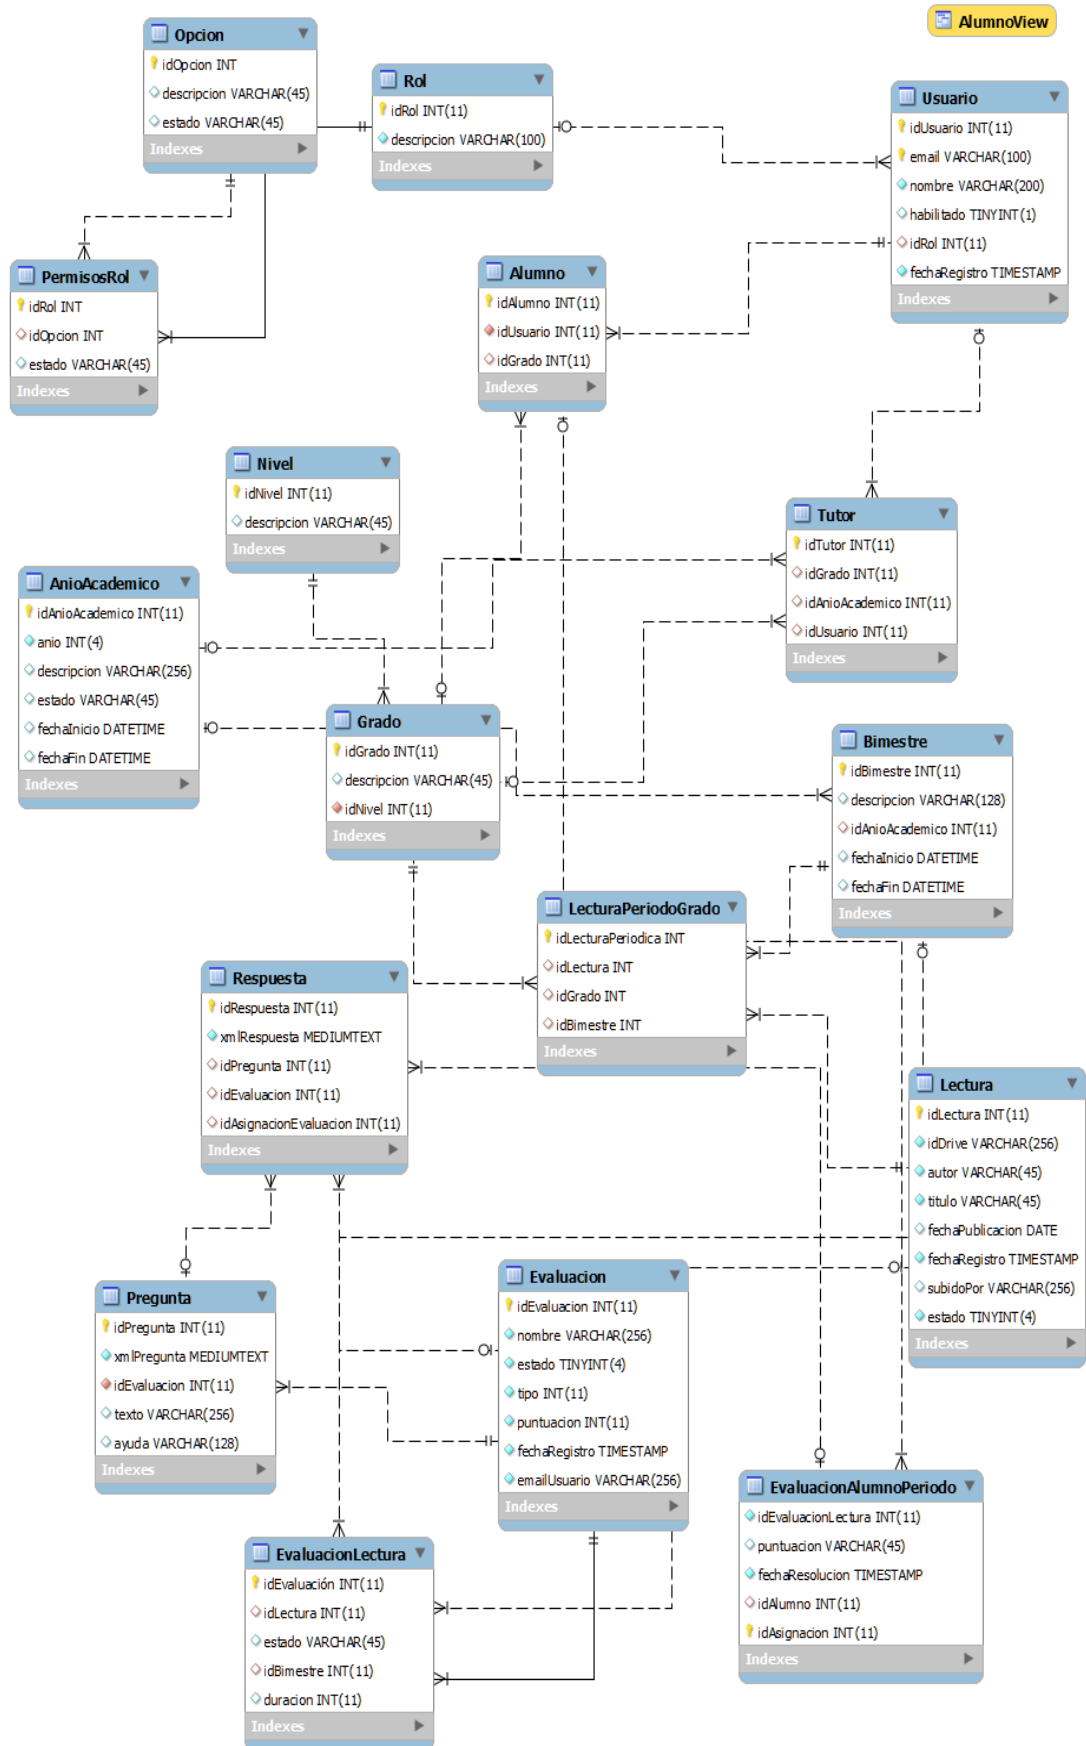 AlumnoView
Opcion
idOpcion INT
descripcion VARCHAR(45)
estado VARCHAR(45)
Indexes
Rol
idRol INT(11)
descripcion VARCHAR(100)
Indexes
Usuario
idUsuario INT(11)
email VARCHAR(100)
nombre VARCHAR(200)
habilitado TINYINT(1)
idRol INT(11)
fechaRegistro TIMESTAMP
Indexes
PermisosRol
idRol INT
idOpcion INT
estado VARCHAR(45)
Indexes
Alumno
idAlumno INT(11)
idUsuario INT(11)
idGrado INT(11)
Indexes
Nivel
idNivel INT(11)
descripcion VARCHAR(45)
Indexes
Tutor
idTutor INT(11)
idGrado INT(11)
idAnioAcademico INT(11)
idUsuario INT(11)
Indexes
AnioAcademico
idAnioAcademico INT(11)
anio INT(4)
descripcion VARCHAR(256)
estado VARCHAR(45)
fechaInicio DATETIME
fechaFin DATETIME
Indexes
Grado
idGrado INT(11)
descripcion VARCHAR(45)
idNivel INT(11)
Indexes
Bimestre
idBimestre INT(11)
descripcion VARCHAR(128)
idAnioAcademico INT(11)
fechaInicio DATETIME
fechaFin DATETIME
Indexes
LecturaPeriodoGrado
idLecturaPeriodica INT
idLectura INT
idGrado INT
idBimestre INT
Indexes
Respuesta
idRespuesta INT(11)
xmlRespuesta MEDIUMTEXT
idPregunta INT(11)
idEvaluacion INT(11)
idAsignacionEvaluacion INT(11)
Indexes
Lectura
idLectura INT(11)
idDrive VARCHAR(256)
autor VARCHAR(45)
titulo VARCHAR(45)
fechaPublicacion DATE
fechaRegistro TIMESTAMP
subidoPor VARCHAR(256)
estado TINYINT(4)
Indexes
Pregunta
idPregunta INT(11)
xmlPregunta MEDIUMTEXT
idEvaluacion INT(11)
texto VARCHAR(256)
ayuda VARCHAR(128)
Indexes
Evaluacion
idEvaluacion INT(11)
nombre VARCHAR(256)
estado TINYINT(4)
tipo INT(11)
puntuacion INT(11)
fechaRegistro TIMESTAMP
emailUsuario VARCHAR(256)
Indexes
EvaluacionAlumnoPeriodo
idEvaluacionLectura INT(11)
puntuacion VARCHAR(45)
fechaResolucion TIMESTAMP
idAlumno INT(11)
idAsignacion INT(11)
Indexes
EvaluacionLectura
idEvaluación INT(11)
idLectura INT(11)
estado VARCHAR(45)
idBimestre INT(11)
duracion INT(11)
Indexes